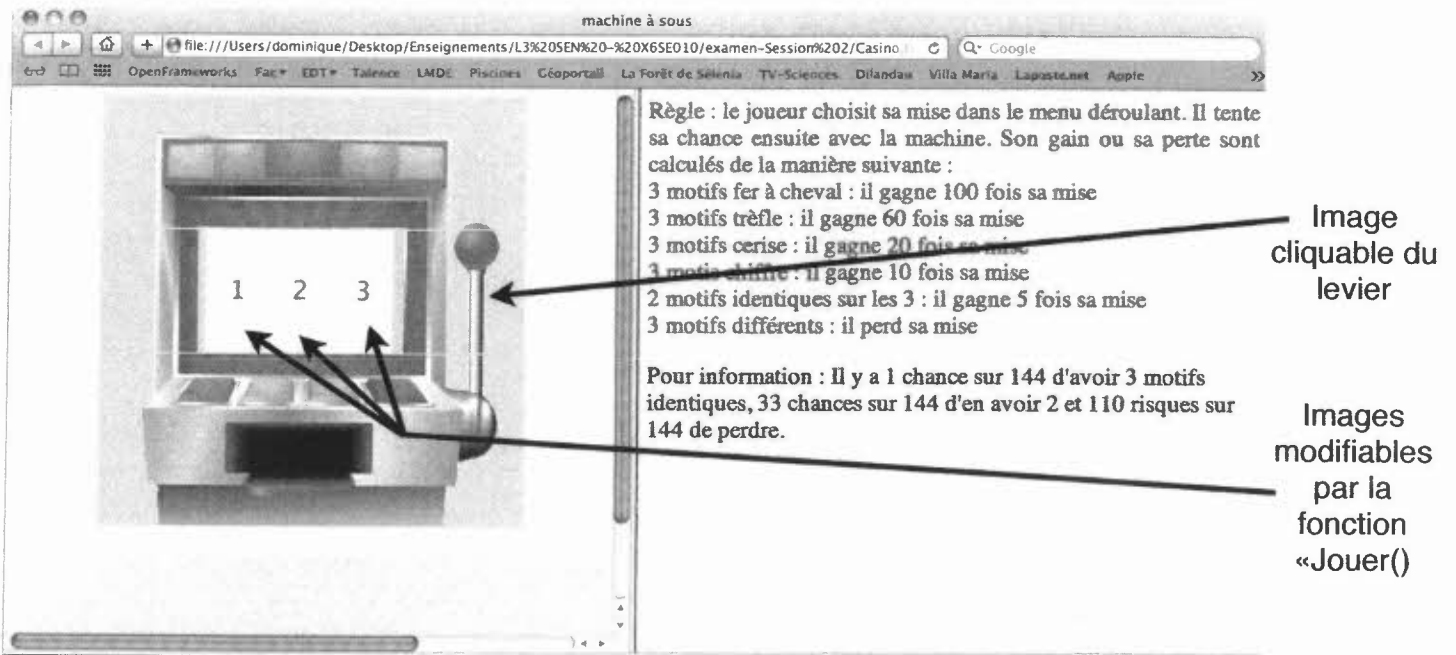 machine à sous
file:///Users/dominique/Desktop/Enseignements/L3%20SEN%20-%20X6SE010/examen-Session%202/Casino
Google
OpenFrameworks Fac EDT Talence LMDE Piscines Géoportail La Forêt de Sélénia TV-Sciences Dilandau Villa Maria Laposte.net Apple
Règle : le joueur choisit sa mise dans le menu déroulant. Il tente
sa chance ensuite avec la machine. Son gain ou sa perte sont
calculés de la manière suivante :
3 motifs fer à cheval : il gagne 100 fois sa mise
3 motifs trèfle : il gagne 60 fois sa mise
3 motifs cerise : il gagne 20 fois sa mise
3 motis chiffre : il gagne 10 fois sa mise
2 motifs identiques sur les 3 : il gagne 5 fois sa mise
3 motifs différents : il perd sa mise
Pour information : Il y a 1 chance sur 144 d'avoir 3 motifs
identiques, 33 chances sur 144 d'en avoir 2 et 110 risques sur
144 de perdre.
1 2 3
Image
cliquable du
levier
Images
modifiables
par la
fonction
«Jouer()